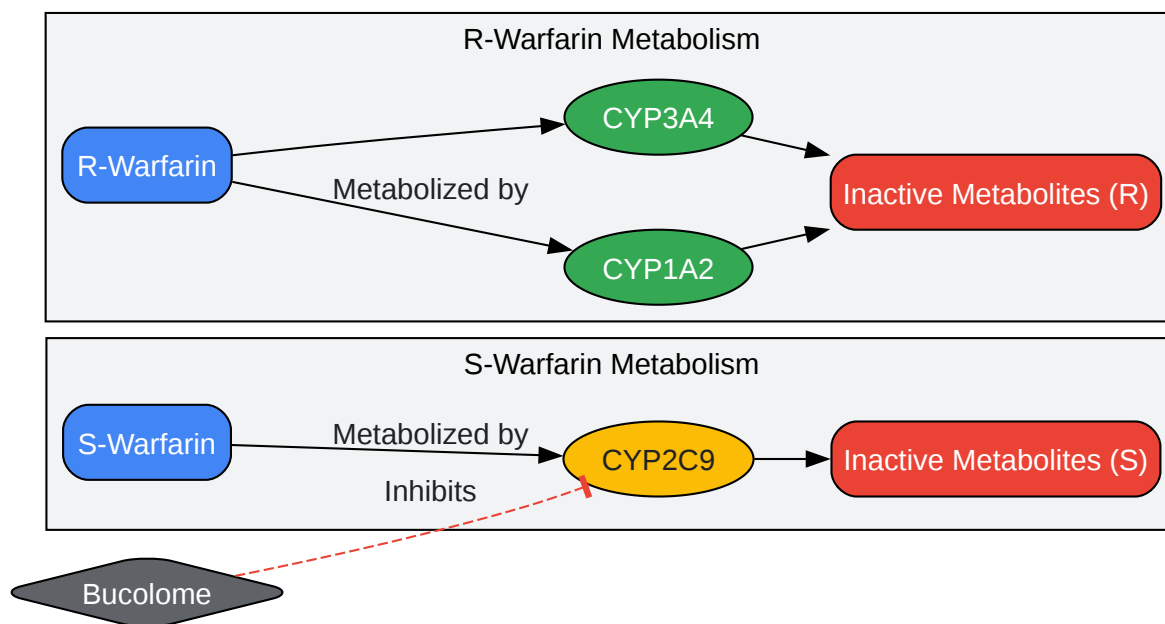 R-Warfarin Metabolism
CYP3A4
R-Warfarin
Metabolized by
Inactive Metabolites (R)
CYP1A2
S-Warfarin Metabolism
S-Warfarin
Metabolized by
CYP2C9
Inactive Metabolites (S)
Inhibits
Bucolome